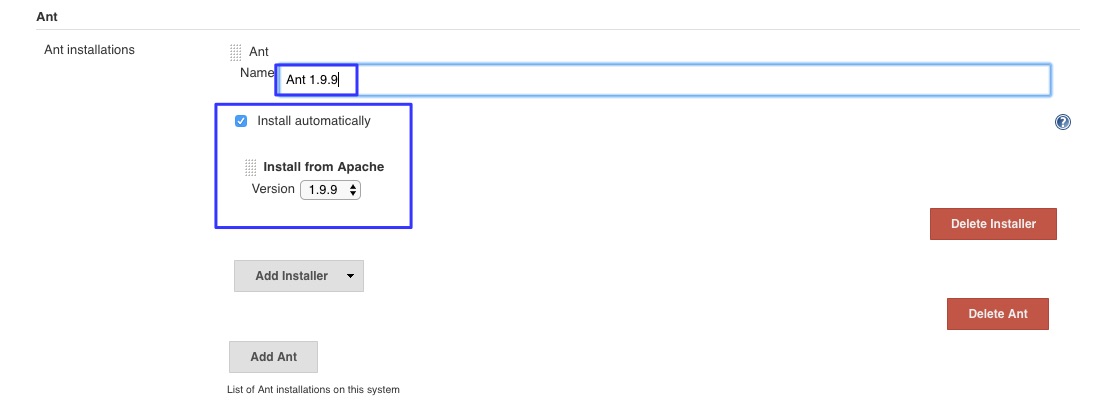 Ant
Ant installations
Ant
Name
Ant 1.9.9
Install automatically
?
Install from Apache
Version 1.9.9
Delete Installer
Add Installer
Delete Ant
Add Ant
List of Ant installations on this system